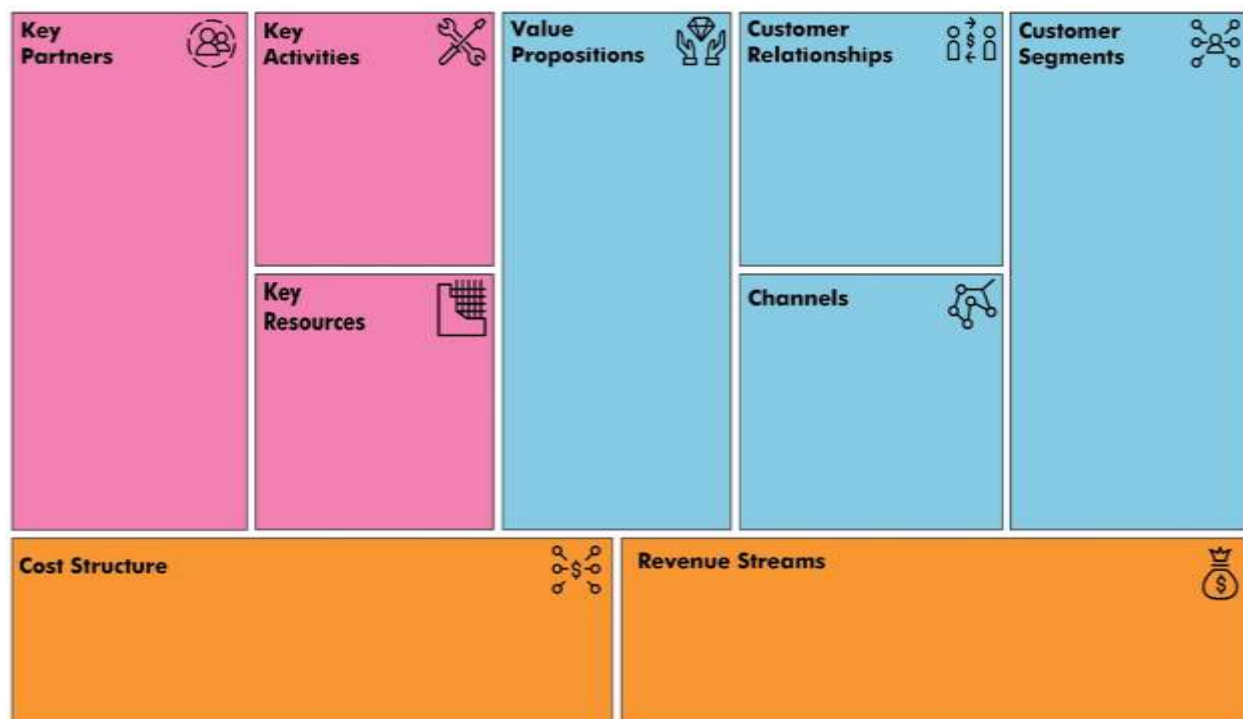 Key
Partners
Key
Activities
Value
Propositions
Customer
Relationships
Customer
Segments
Key
Resources
Channels
Cost Structure
Revenue Streams